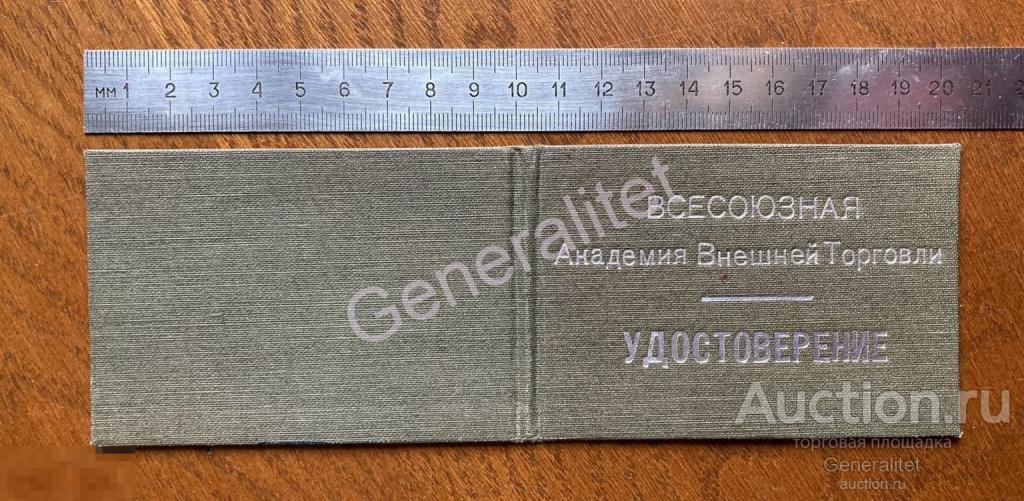 мм 1 2 3 4 5 6 7 8 9 10 11 12 13 14 15 16 17 18 19 20 21
Generalitet
ВСЕСОЮЗНАЯ
Академия Внешней Торговли
УДОСТОВЕРЕНИЕ
Auction.ru
торговая площадка
Generalitet
auction.ru